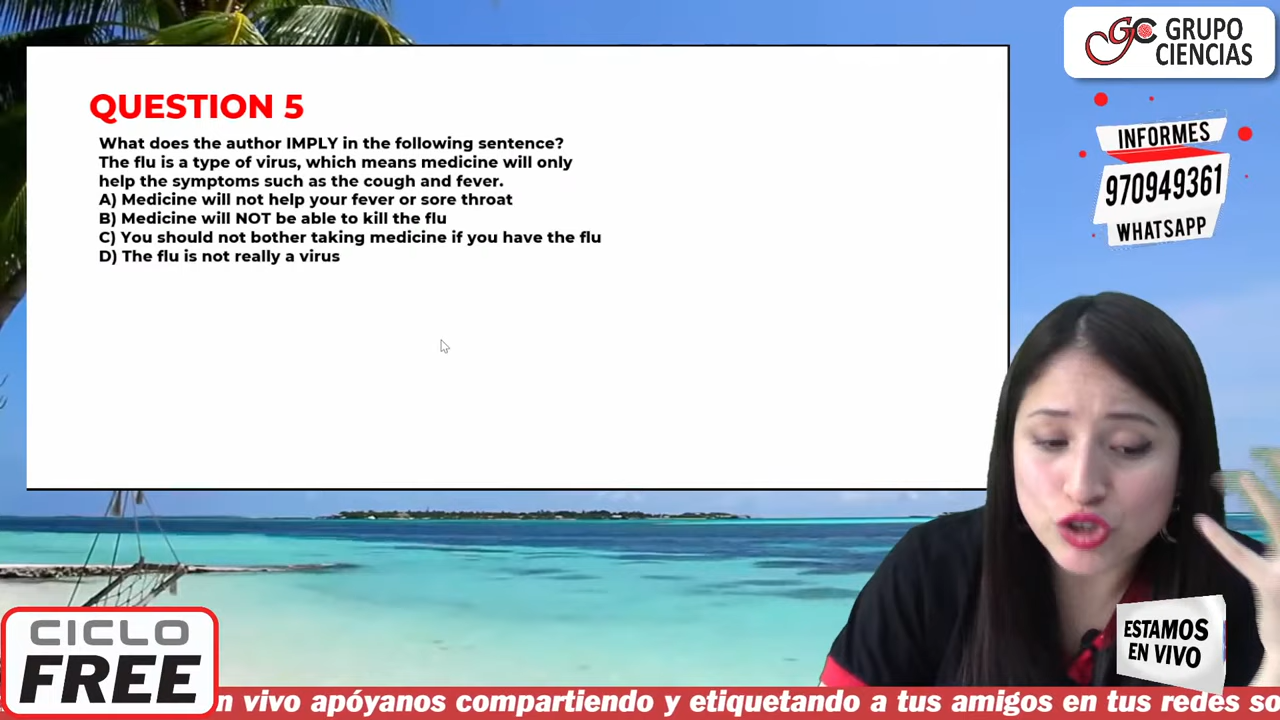 GC GRUPO
CIENCIAS
QUESTION 5
What does the author IMPLY in the following sentence?
The flu is a type of virus, which means medicine will only
help the symptoms such as the cough and fever.
A) Medicine will not help your fever or sore throat
B) Medicine will NOT be able to kill the flu
C) You should not bother taking medicine if you have the flu
D) The flu is not really a virus
INFORMES
970949361
WHATSAPP
ESTAMOS
EN VIVO
CICLO
FREE
n vivo apóyanos compartiendo y etiquetando a tus amigos en tus redes so